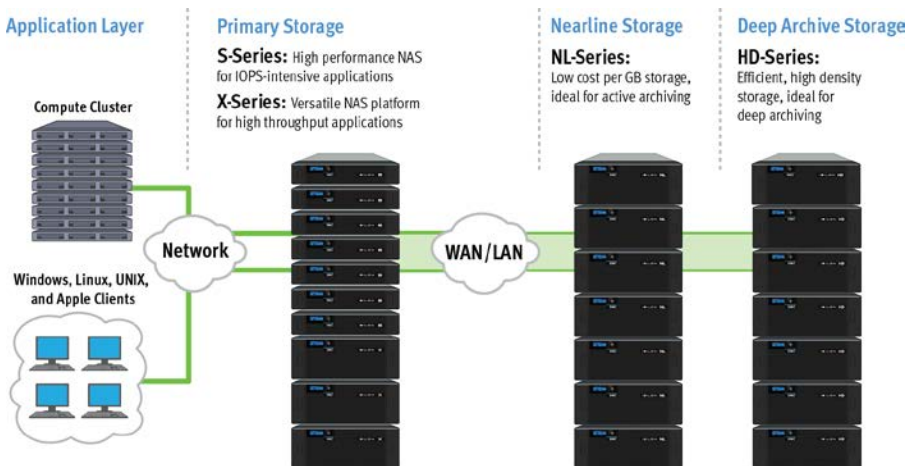 Application Layer
Primary Storage
Nearline Storage
Deep Archive Storage
S-Series: High performance NAS
for IOPS-intensive applications
X-Series: Versatile NAS platform
for high throughput applications
NL-Series:
Low cost per GB storage,
ideal for active archiving
HD-Series:
Efficient, high density
storage, ideal for
deep archiving
Compute Cluster
Network
WAN/LAN
Windows, Linux, UNIX,
and Apple Clients